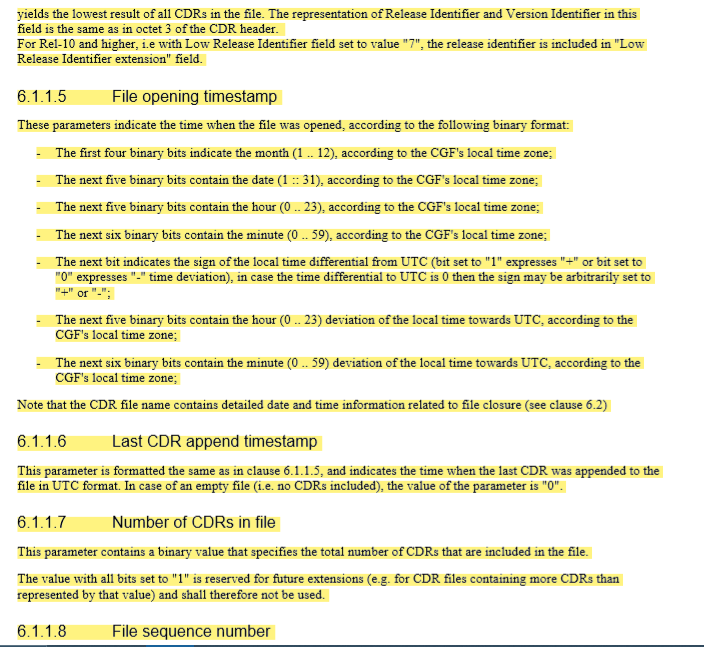 yields the lowest result of all CDRs in the file. The representation of Release Identifier and Version Identifier in this
field is the same as in octet 3 of the CDR header.
For Rel-10 and higher, i.e with Low Release Identifier field set to value "7", the release identifier is included in "Low
Release Identifier extension" field.
6.1.1.5 File opening timestamp
These parameters indicate the time when the file was opened, according to the following binary format:
- The first four binary bits indicate the month (1 .. 12), according to the CGF's local time zone;
- The next five binary bits contain the date (1 :: 31), according to the CGF's local time zone;
- The next five binary bits contain the hour (0 .. 23), according to the CGF's local time zone;
- The next six binary bits contain the minute (0 .. 59), according to the CGF's local time zone;
- The next bit indicates the sign of the local time differential from UTC (bit set to "1" expresses "+" or bit set to
"0" expresses "-" time deviation), in case the time differential to UTC is 0 then the sign may be arbitrarily set to
"+" or "-";
- The next five binary bits contain the hour (0 .. 23) deviation of the local time towards UTC, according to the
CGF's local time zone;
- The next six binary bits contain the minute (0 .. 59) deviation of the local time towards UTC, according to the
CGF's local time zone;
Note that the CDR file name contains detailed date and time information related to file closure (see clause 6.2)
6.1.1.6 Last CDR append timestamp
This parameter is formatted the same as in clause 6.1.1.5, and indicates the time when the last CDR was appended to the
file in UTC format. In case of an empty file (i.e. no CDRs included), the value of the parameter is "0".
6.1.1.7 Number of CDRs in file
This parameter contains a binary value that specifies the total number of CDRs that are included in the file.
The value with all bits set to "1" is reserved for future extensions (e.g. for CDR files containing more CDRs than
represented by that value) and shall therefore not be used.
6.1.1.8 File sequence number